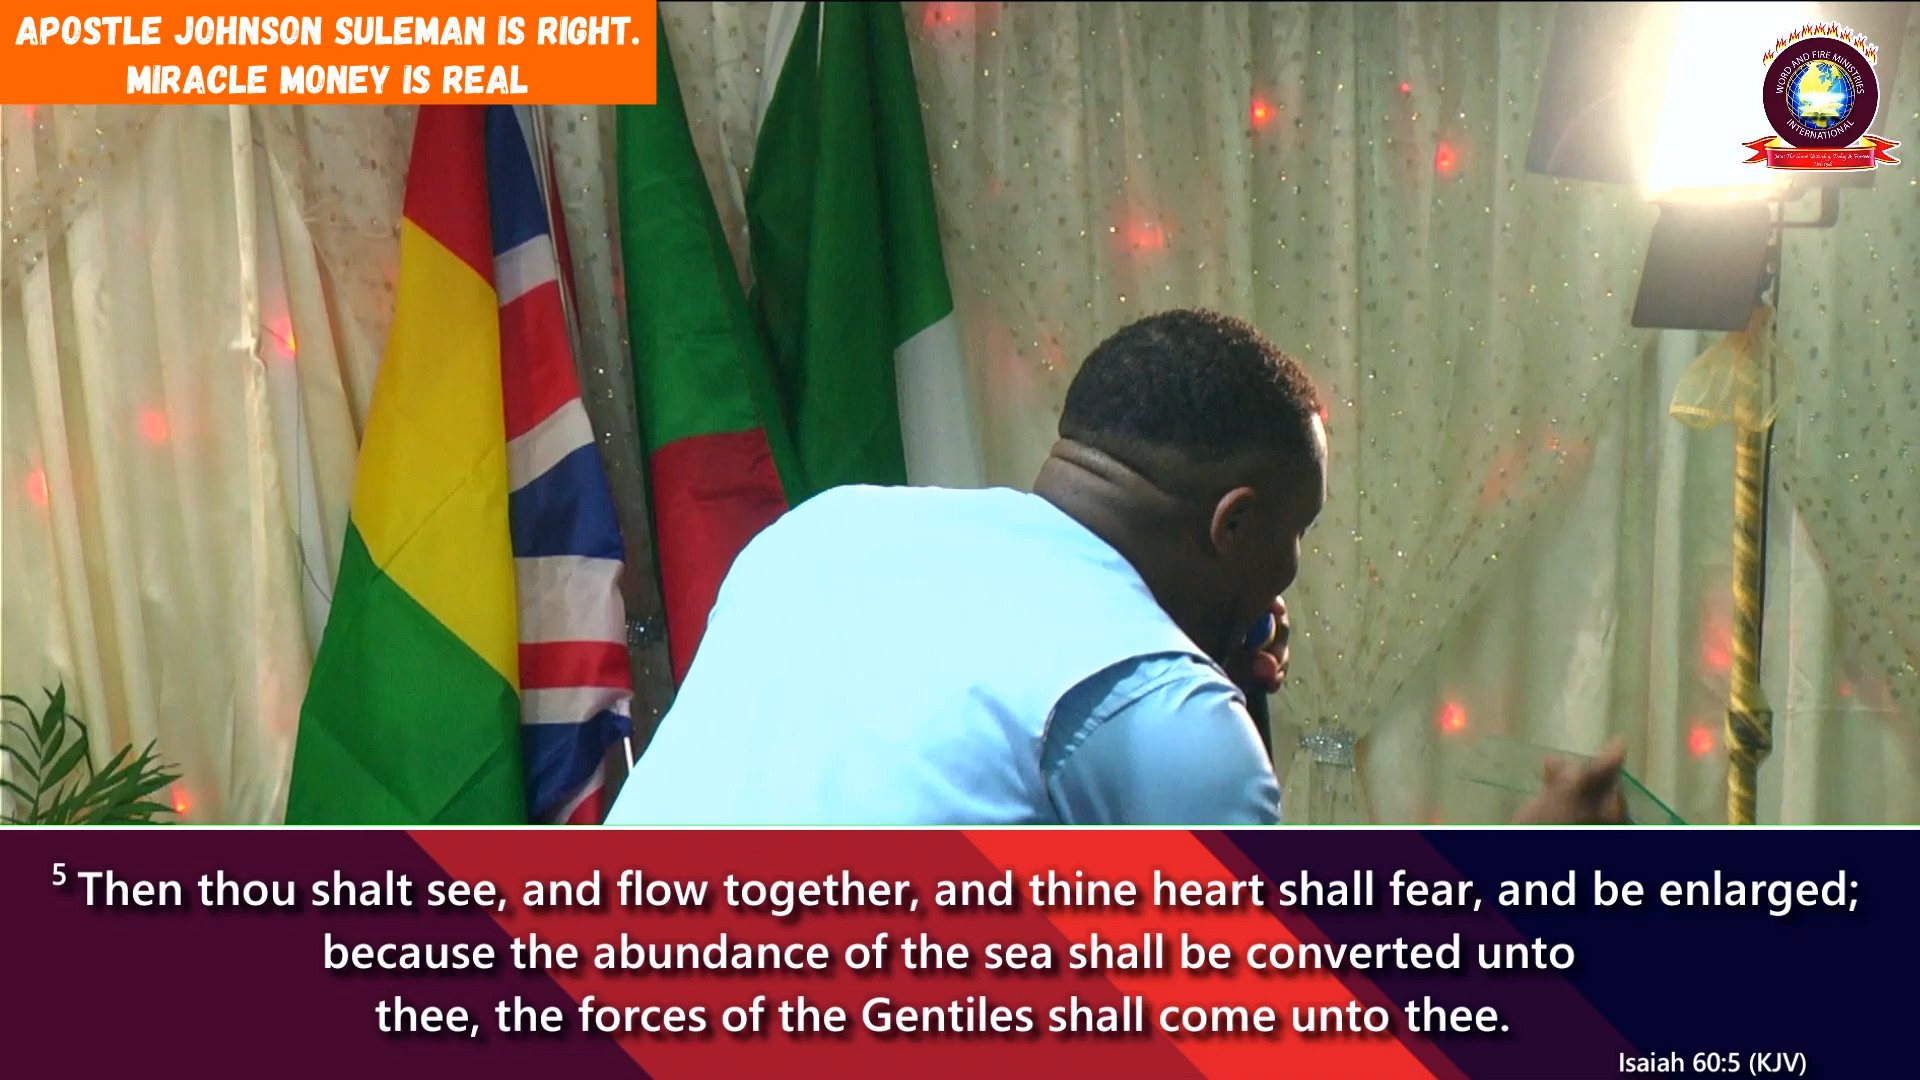 APOSTLE JOHNSON SULEMAN IS RIGHT.
MIRACLE MONEY IS REAL
WORD AND FIRE MINISTRIES
INTERNATIONAL
5 Then thou shalt see, and flow together, and thine heart shall fear, and be enlarged;
because the abundance of the sea shall be converted unto
thee, the forces of the Gentiles shall come unto thee.
Isaiah 60:5 (KJV)